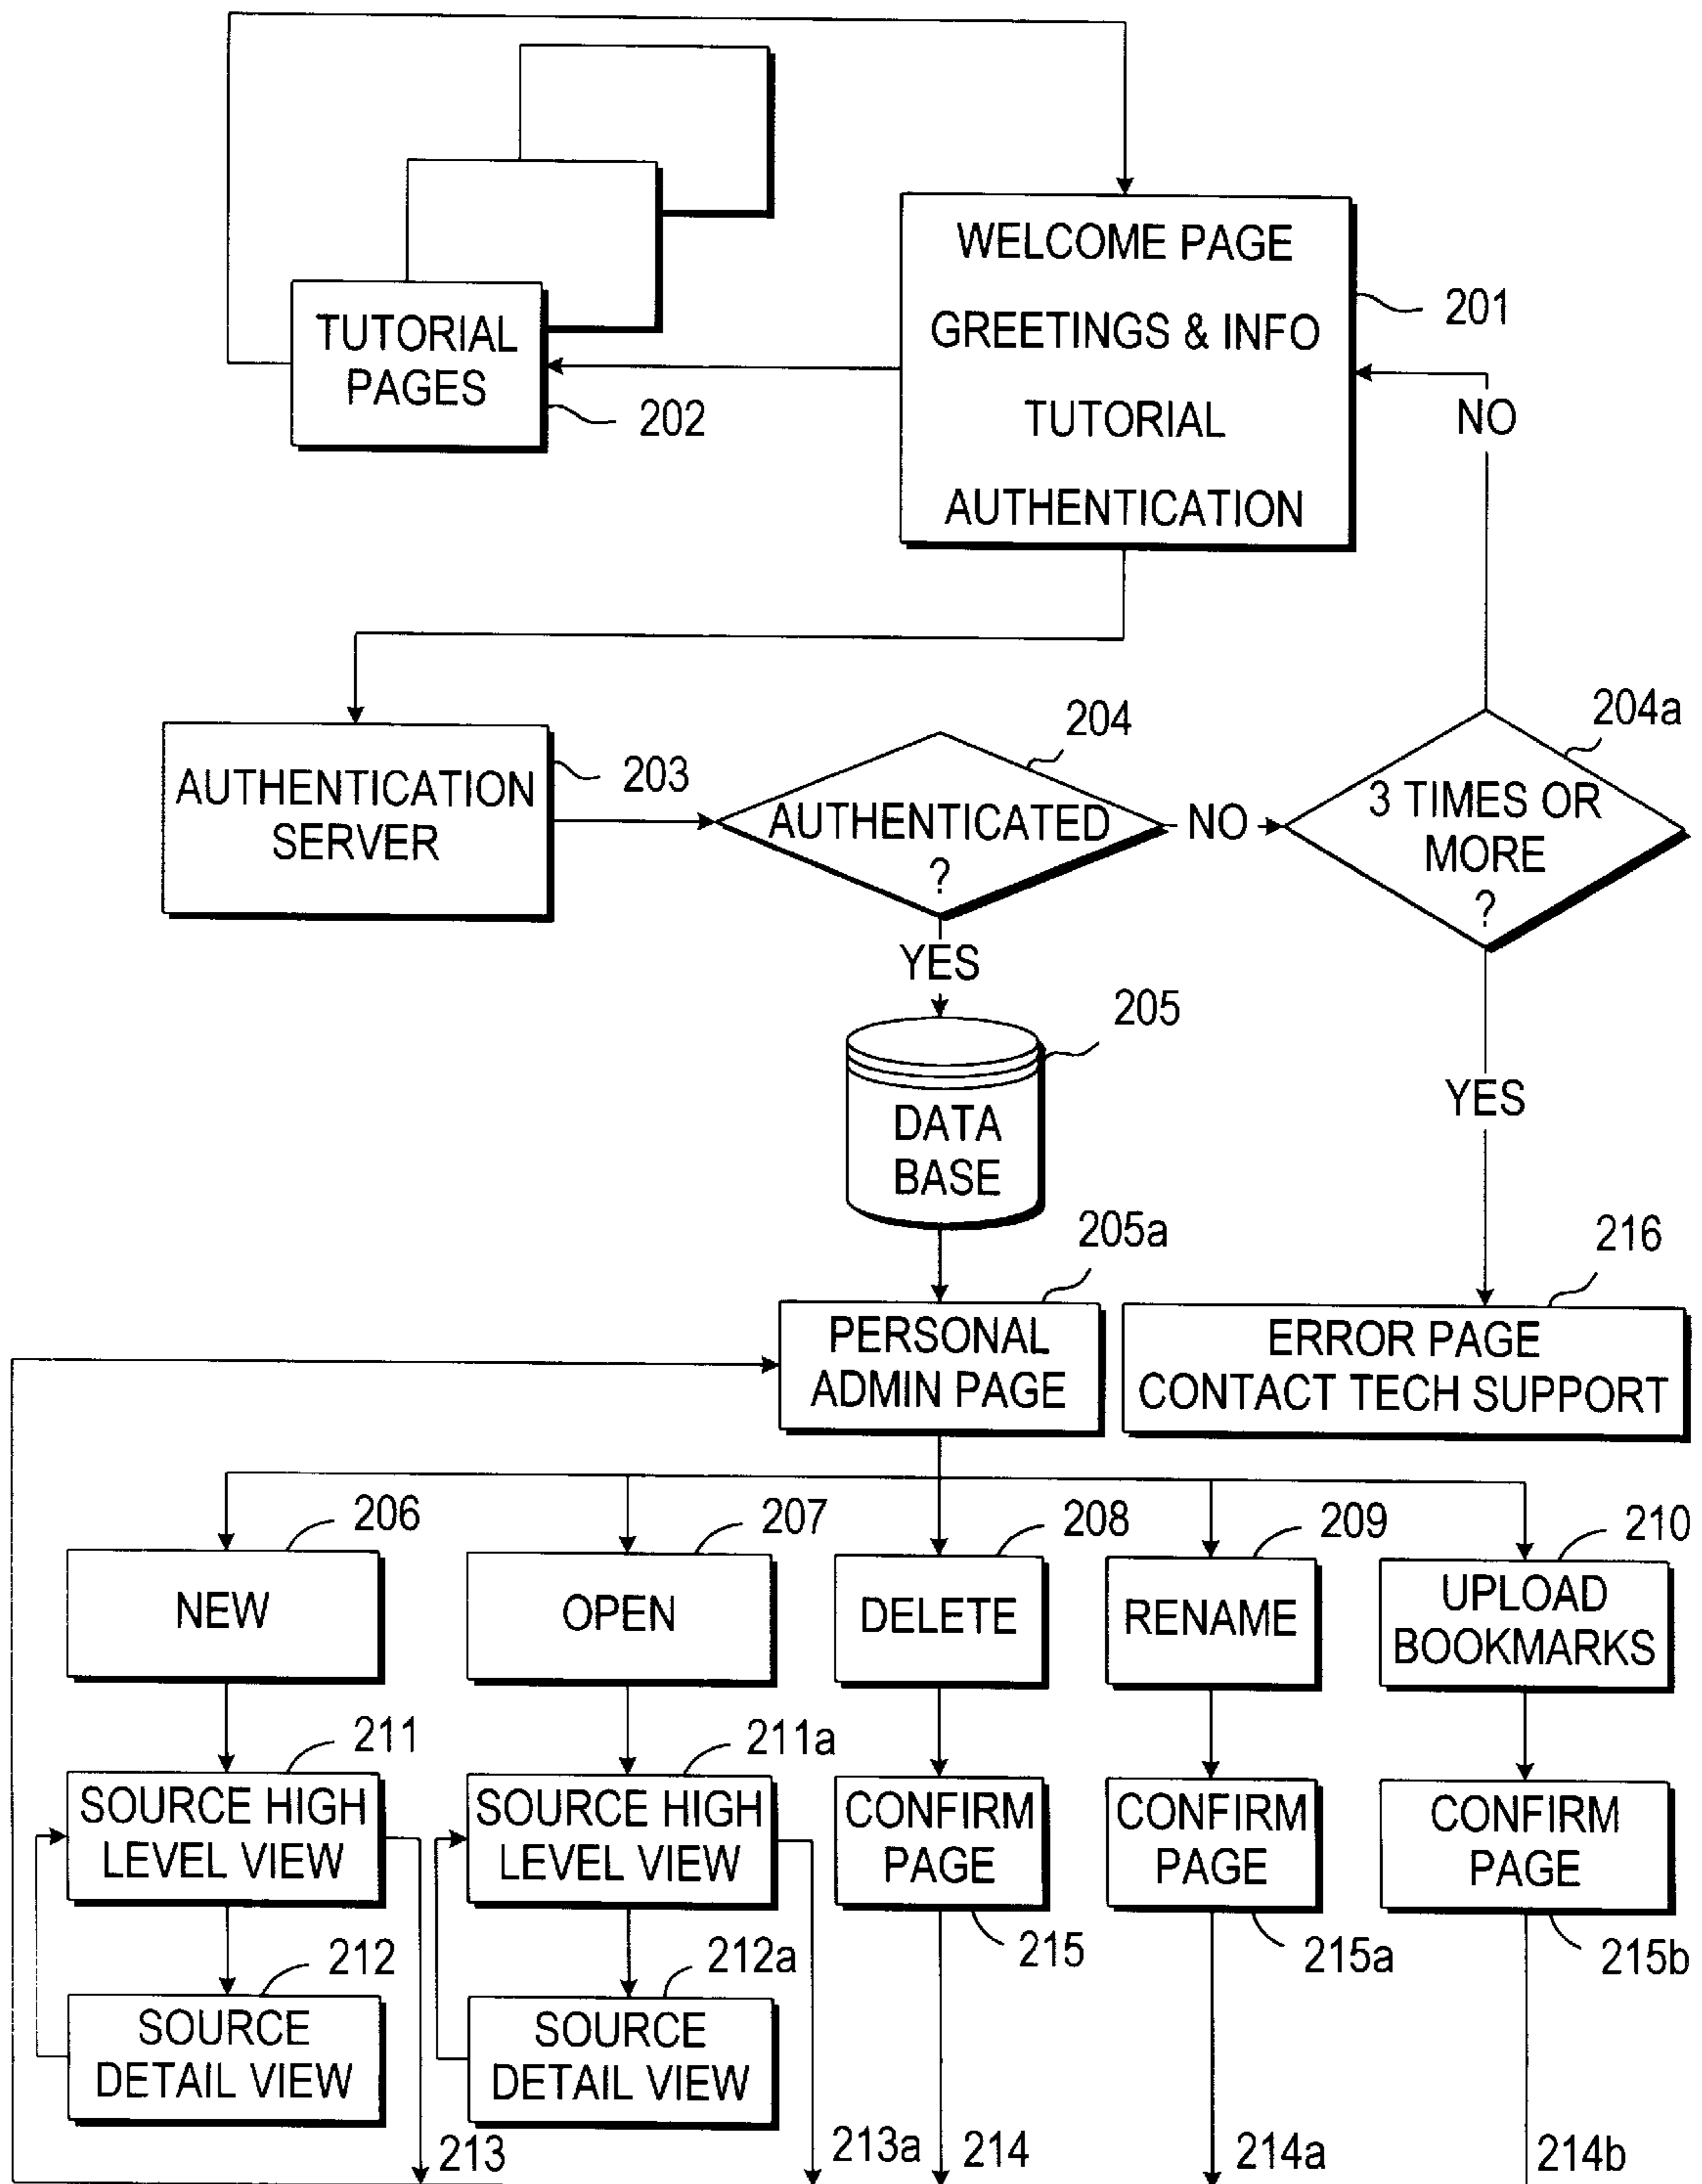 WELCOME PAGE
GREETINGS & INFO
TUTORIAL
AUTHENTICATION
201
TUTORIAL
PAGES
202
NO
AUTHENTICATION
SERVER
203
AUTHENTICATED
?
204
NO
3 TIMES OR
MORE
?
204a
YES
YES
DATA
BASE
205
PERSONAL
ADMIN PAGE
205a
ERROR PAGE
CONTACT TECH SUPPORT
216
NEW
206
OPEN
207
DELETE
208
RENAME
209
UPLOAD
BOOKMARKS
210
SOURCE HIGH
LEVEL VIEW
211
SOURCE HIGH
LEVEL VIEW
211a
CONFIRM
PAGE
215
CONFIRM
PAGE
215a
CONFIRM
PAGE
215b
SOURCE
DETAIL VIEW
212
SOURCE
DETAIL VIEW
212a
213
213a
214
214a
214b